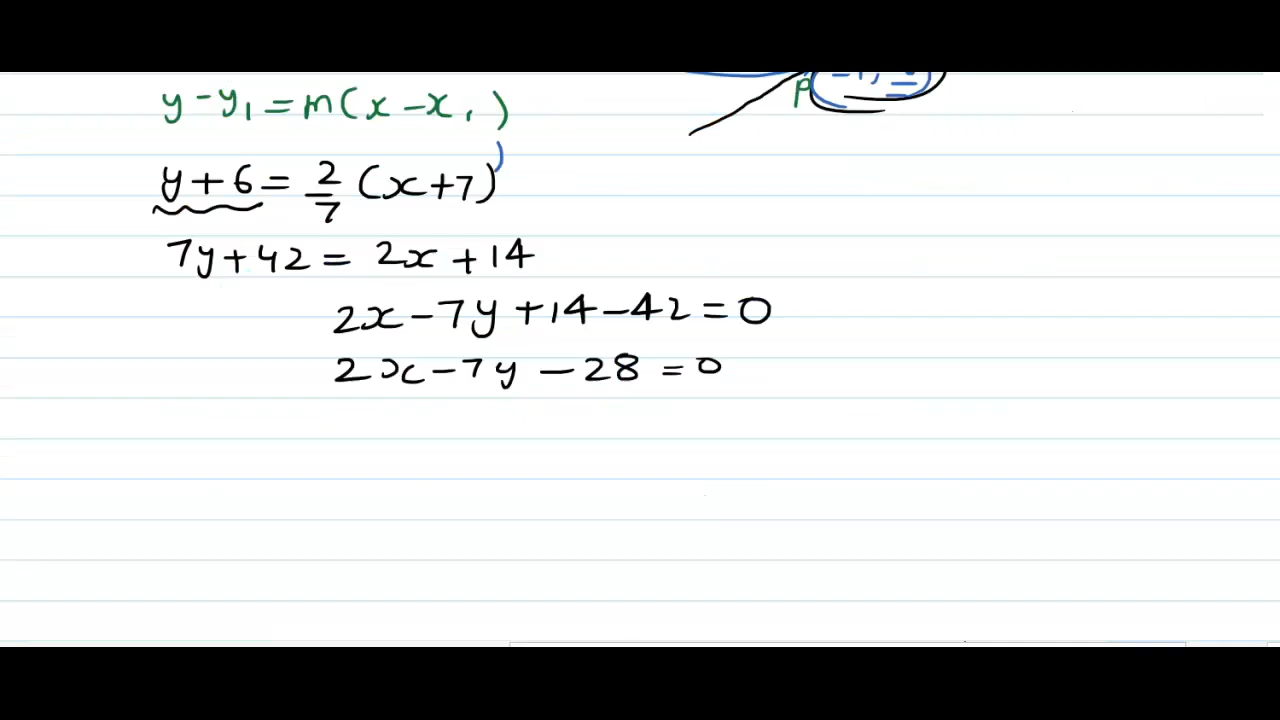 y - y₁ = m(x - x₁)
P
y + 6 = 2/7 (x + 7)
7y + 42 = 2x + 14
2x - 7y + 14 - 42 = 0
2x - 7y - 28 = 0